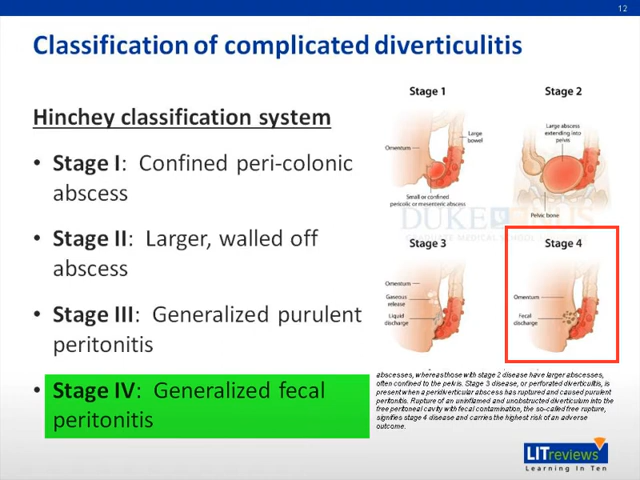 12
Classification of complicated diverticulitis
Hinchey classification system
• Stage I: Confined peri-colonic
abscess
• Stage II: Larger, walled off
abscess
• Stage III: Generalized purulent
peritonitis
• Stage IV: Generalized fecal
peritonitis
Stage 1
Omentum
Large
bowel
Small or confined
pericolic or mesenteric abscess
Stage 2
Large abscess
extending into
pelvis
Pelvic bone
DUKE NUS
GRADUATE MEDICAL SCHOOL
Stage 3
Omentum
Gaseous
release
Liquid
discharge
Stage 4
Omentum
Fecal
discharge
abscesses, whereas those with stage 2 disease have larger abscesses,
often confined to the pelvis. Stage 3 disease, or perforated diverticulitis, is
present when a peridiverticular abscess has ruptured and caused purulent
peritonitis. Rupture of an uninflamed and unobstructed diverticulum into the
free peritoneal cavity with fecal contamination, the so-called free rupture,
signifies stage 4 disease and carries the highest risk of an adverse
outcome.
LITreviews
Learning In Ten